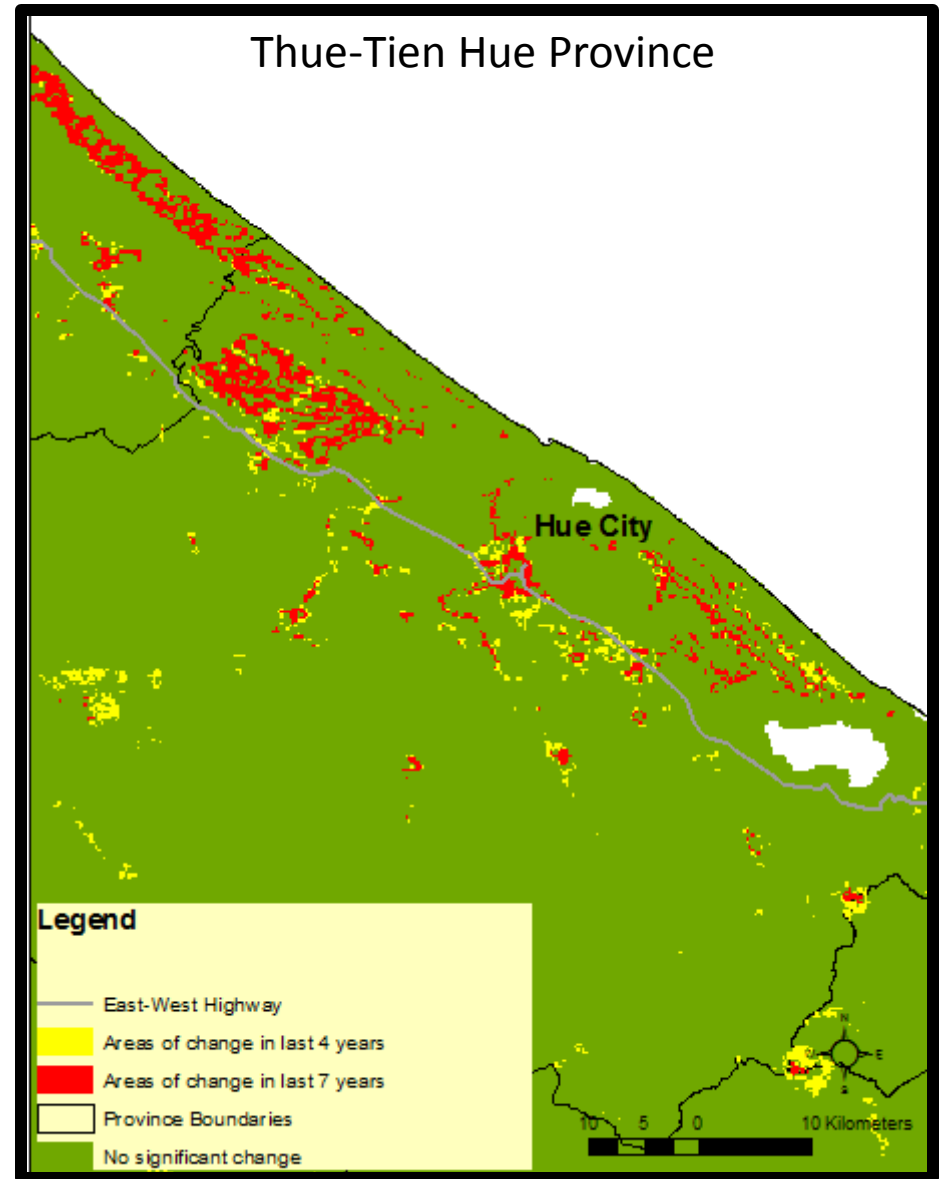 Thue-Tien Hue Province
Hue City
Legend
East-West Highway
Areas of change in last 4 years
Areas of change in last 7 years
Province Boundaries
No significant change
N
E
S
10 5 0 10 Kilometers